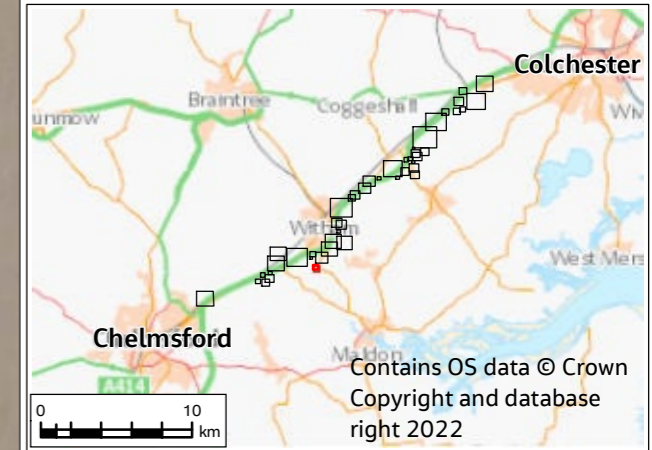 Colchester
Braintree
Coggeshall
unmow
Witham
West Mers
Chelmsford
Maldon
Contains OS data © Crown
Copyright and database
right 2022
A414
0 10
km